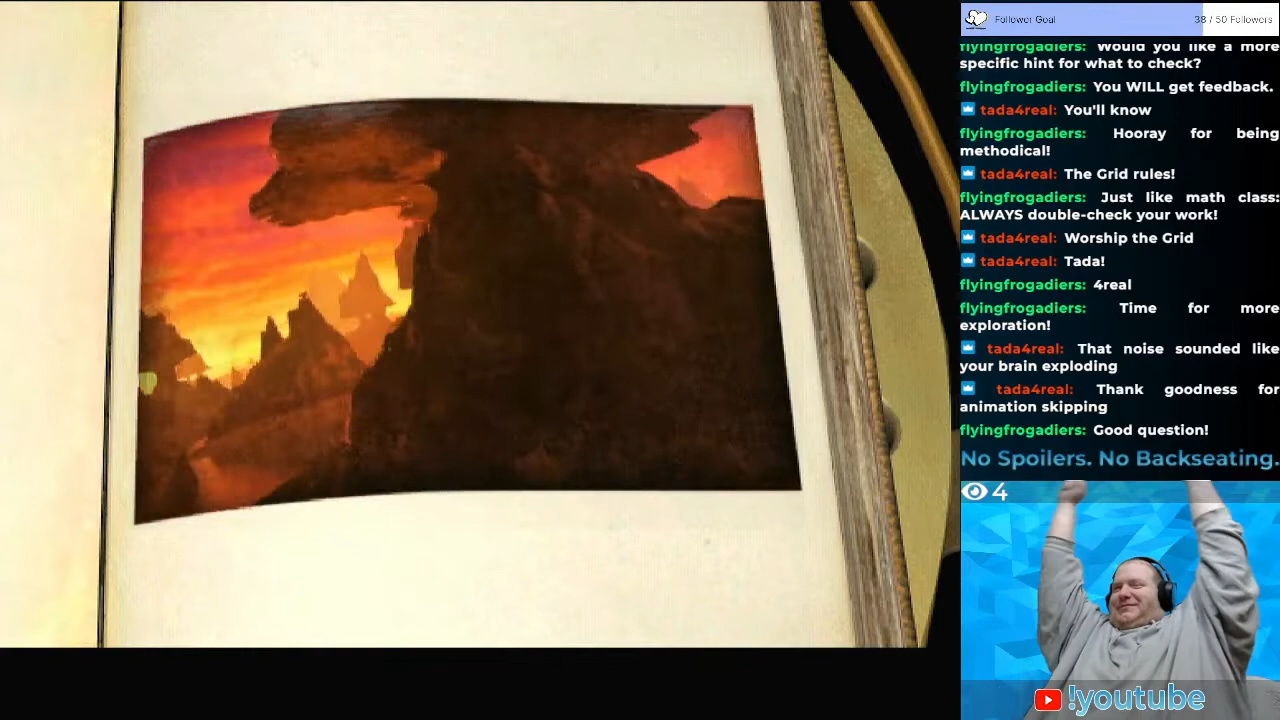 Follower Goal 38 / 50 Followers
flyingfrogadiers: Would you like a more
specific hint for what to check?
flyingfrogadiers: You WILL get feedback.
tada4real: You'll know
flyingfrogadiers: Hooray for being
methodical!
tada4real: The Grid rules!
flyingfrogadiers: Just like math class:
ALWAYS double-check your work!
tada4real: Worship the Grid
tada4real: Tada!
flyingfrogadiers: 4real
flyingfrogadiers: Time for more
exploration!
tada4real: That noise sounded like
your brain exploding
tada4real: Thank goodness for
animation skipping
flyingfrogadiers: Good question!
No Spoilers. No Backseating.
4
!youtube